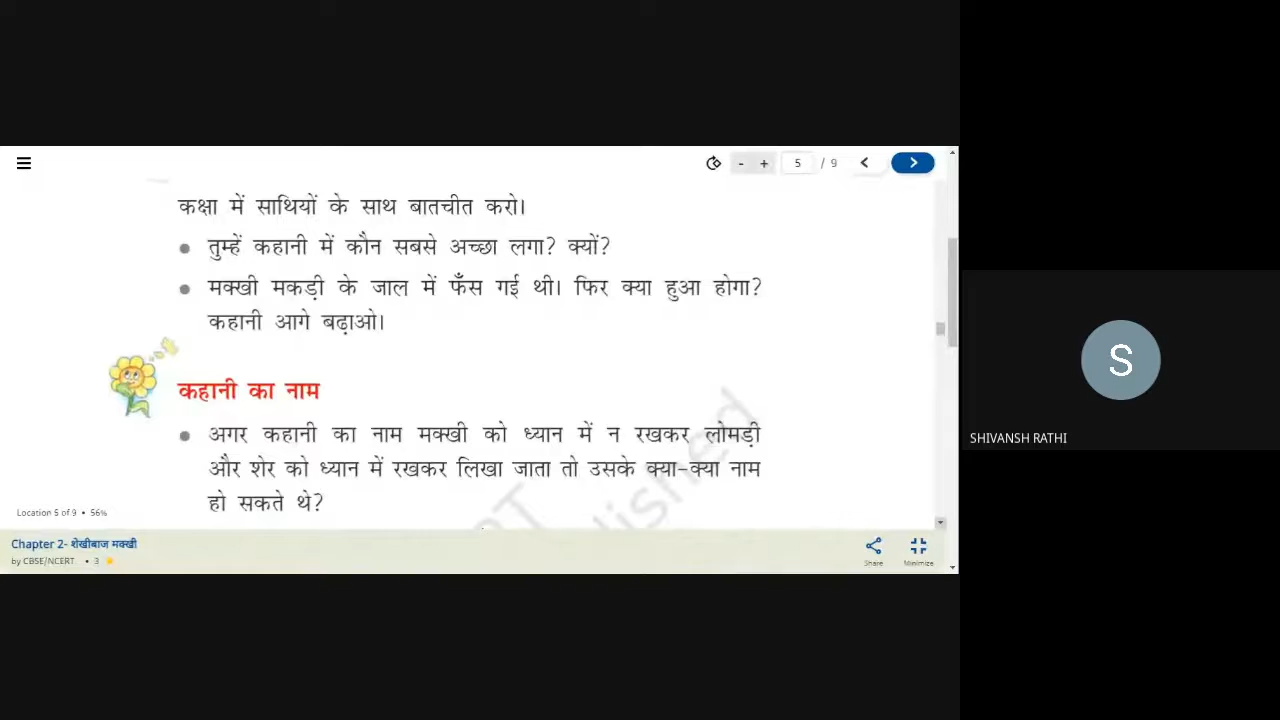 5 / 9
कक्षा में साथियों के साथ बातचीत करो।
तुम्हें कहानी में कौन सबसे अच्छा लगा? क्यों?
मक्खी मकड़ी के जाल में फँस गई थी। फिर क्या हुआ होगा?
कहानी आगे बढ़ाओ।
कहानी का नाम
अगर कहानी का नाम मक्खी को ध्यान में न रखकर लोमड़ी
और शेर को ध्यान में रखकर लिखा जाता तो उसके क्या-क्या नाम
हो सकते थे?
Location 5 of 9 • 56%
Chapter 2- शेखीबाज मक्खी
by CBSE/NCERT • 3
Share
Minimize
S
SHIVANSH RATHI